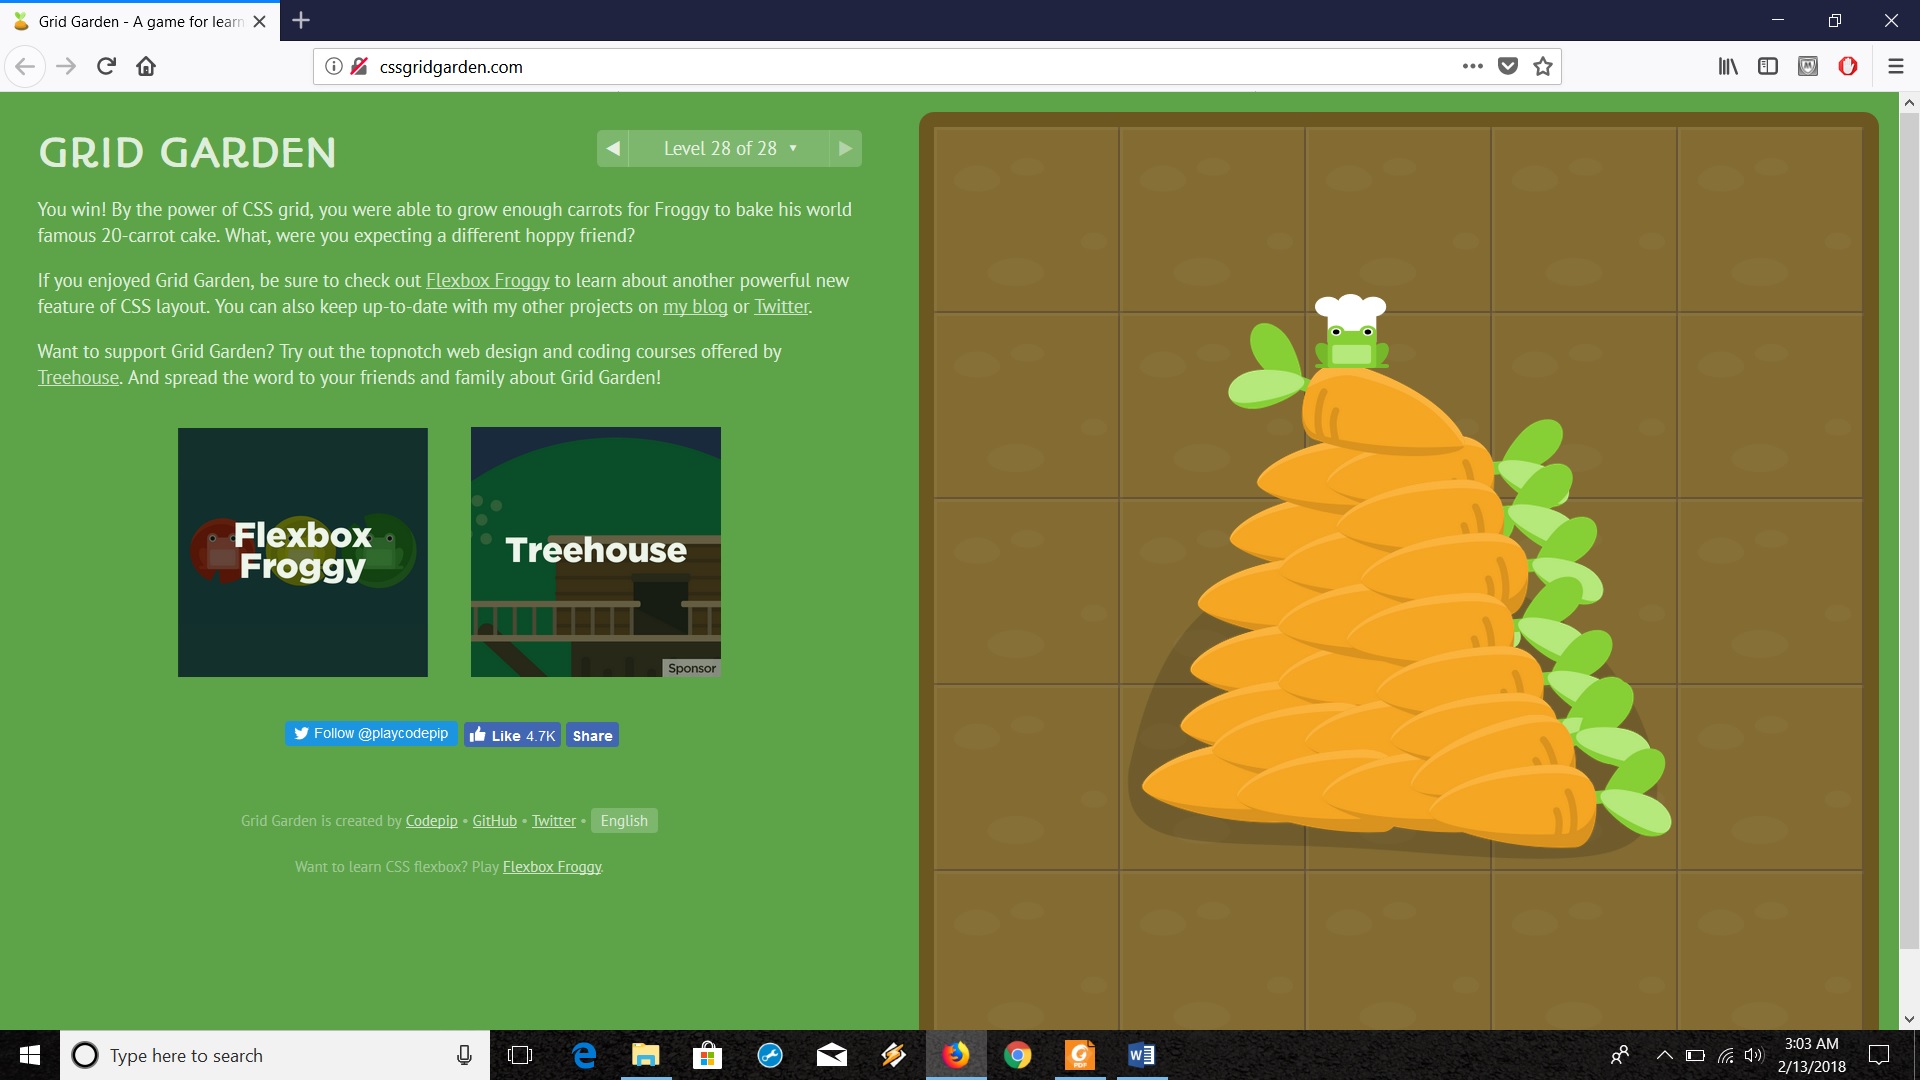 Grid Garden - A game for learn
cssgridgarden.com
GRID GARDEN
Level 28 of 28
You win! By the power of CSS grid, you were able to grow enough carrots for Froggy to bake his world
famous 20-carrot cake. What, were you expecting a different hoppy friend?
If you enjoyed Grid Garden, be sure to check out Flexbox Froggy to learn about another powerful new
feature of CSS layout. You can also keep up-to-date with my other projects on my blog or Twitter.
Want to support Grid Garden? Try out the topnotch web design and coding courses offered by
Treehouse. And spread the word to your friends and family about Grid Garden!
Flexbox
Froggy
Treehouse
Sponsor
Follow @playcodepip
Like 4.7K
Share
Grid Garden is created by Codepip • GitHub • Twitter • English
Want to learn CSS flexbox? Play Flexbox Froggy.
Type here to search
3:03 AM
2/13/2018